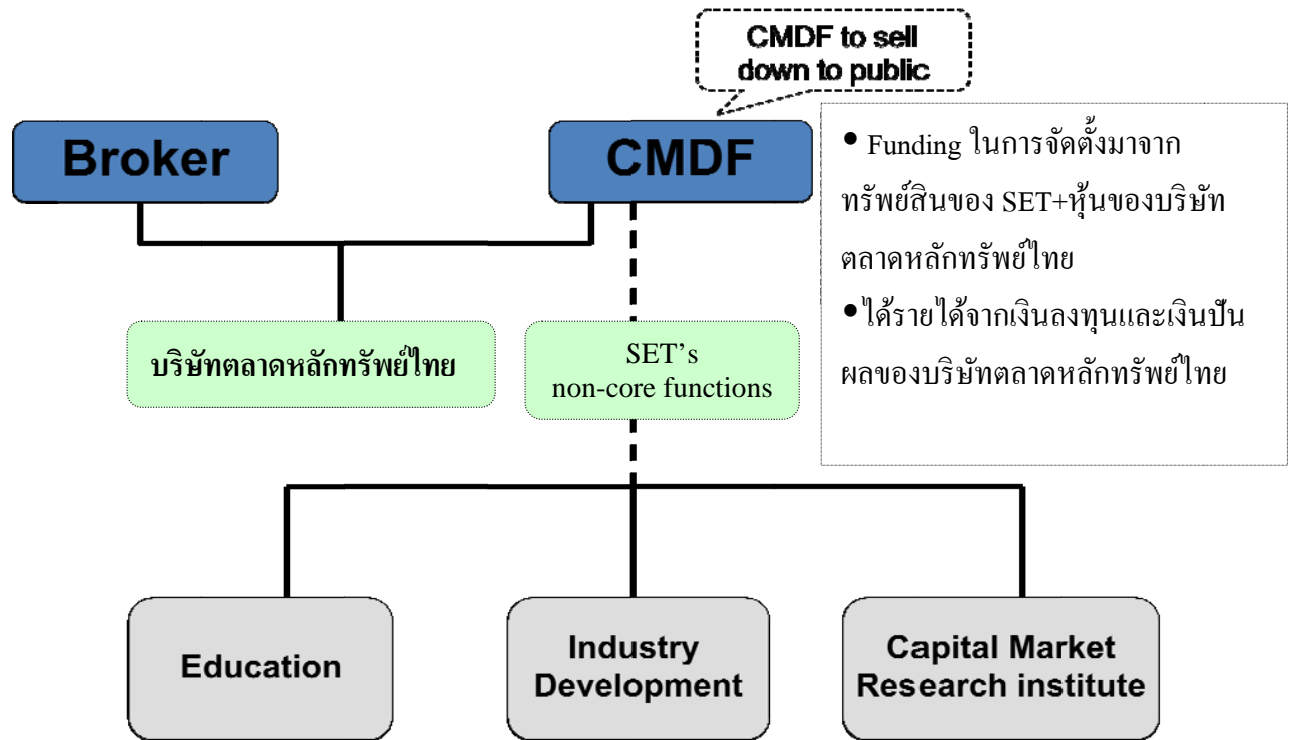 CMDF to sell
down to public
Broker
CMDF
• Funding ในการจัดตั้งมาจาก
ทรัพย์สินของ SET+หุ้นของบริษัท
ตลาดหลักทรัพย์ไทย
• ได้รายได้จากเงินลงทุนและเงินปัน
ผลของบริษัทตลาดหลักทรัพย์ไทย
บริษัทตลาดหลักทรัพย์ไทย
SET’s
non-core functions
Education
Industry
Development
Capital Market
Research institute